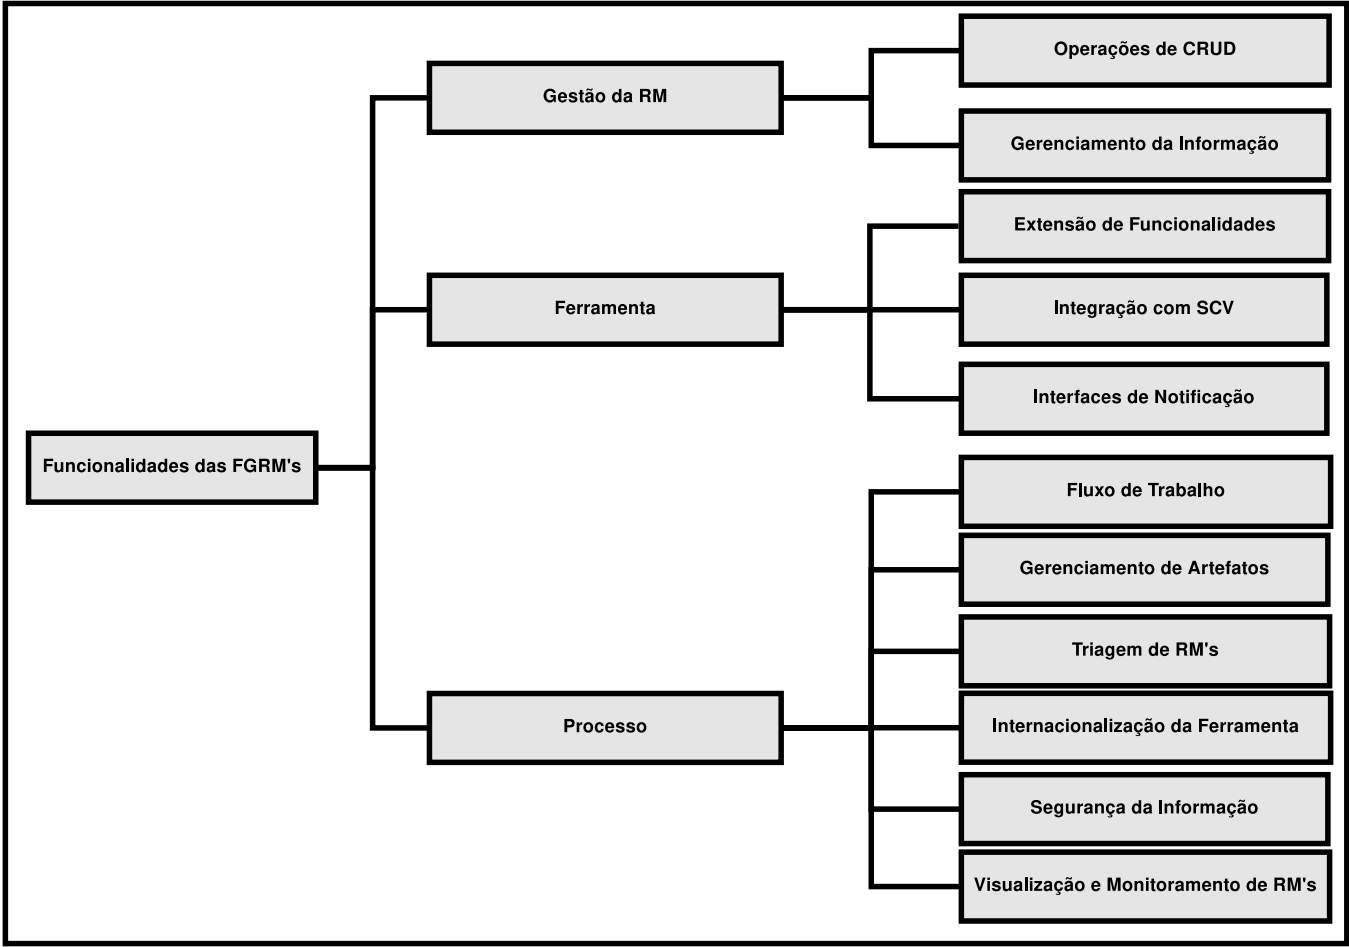 Operações de CRUD
Gestão da RM
Gerenciamento da Informação
Extensão de Funcionalidades
Ferramenta
Integração com SCV
Interfaces de Notificação
Funcionalidades das FGRM's
Fluxo de Trabalho
Gerenciamento de Artefatos
Triagem de RM's
Processo
Internacionalização da Ferramenta
Segurança da Informação
Visualização e Monitoramento de RM's